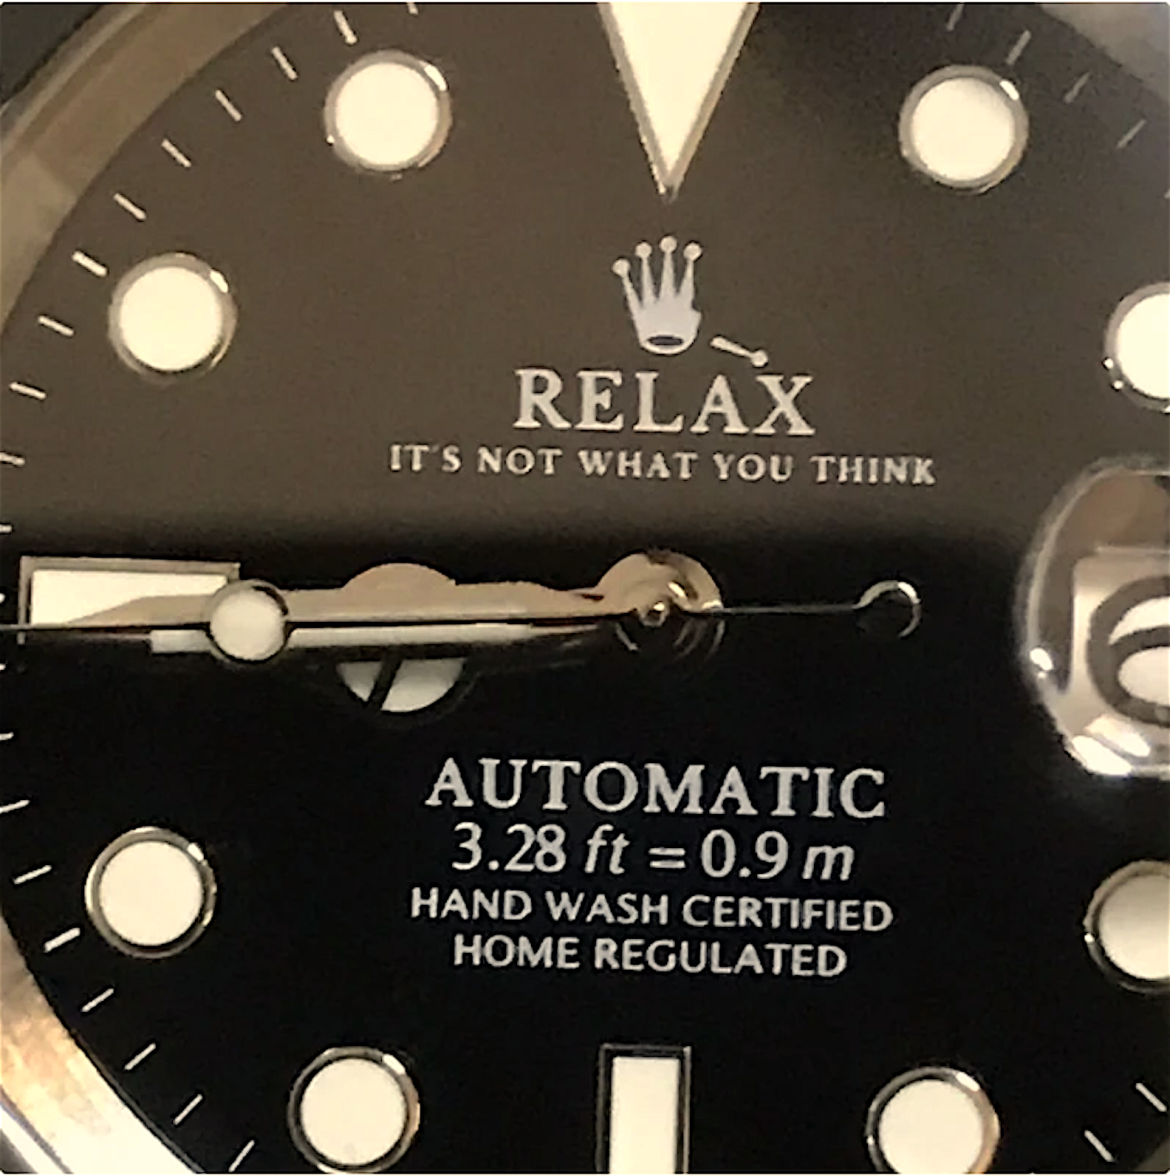 RELAX
IT'S NOT WHAT YOU THINK
AUTOMATIC
3.28 ft = 0.9 m
HAND WASH CERTIFIED
HOME REGULATED